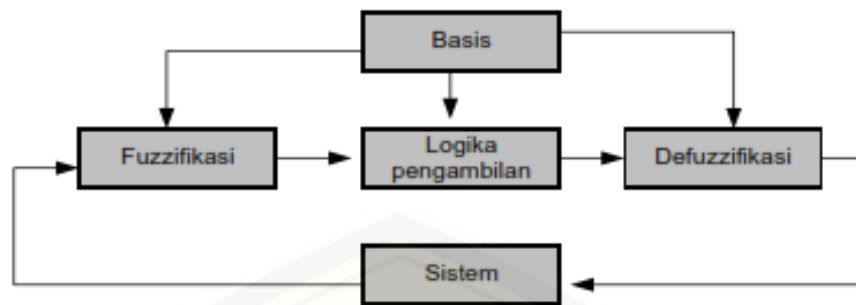 Basis
Fuzzifikasi
Logika
pengambilan
Defuzzifikasi
Sistem